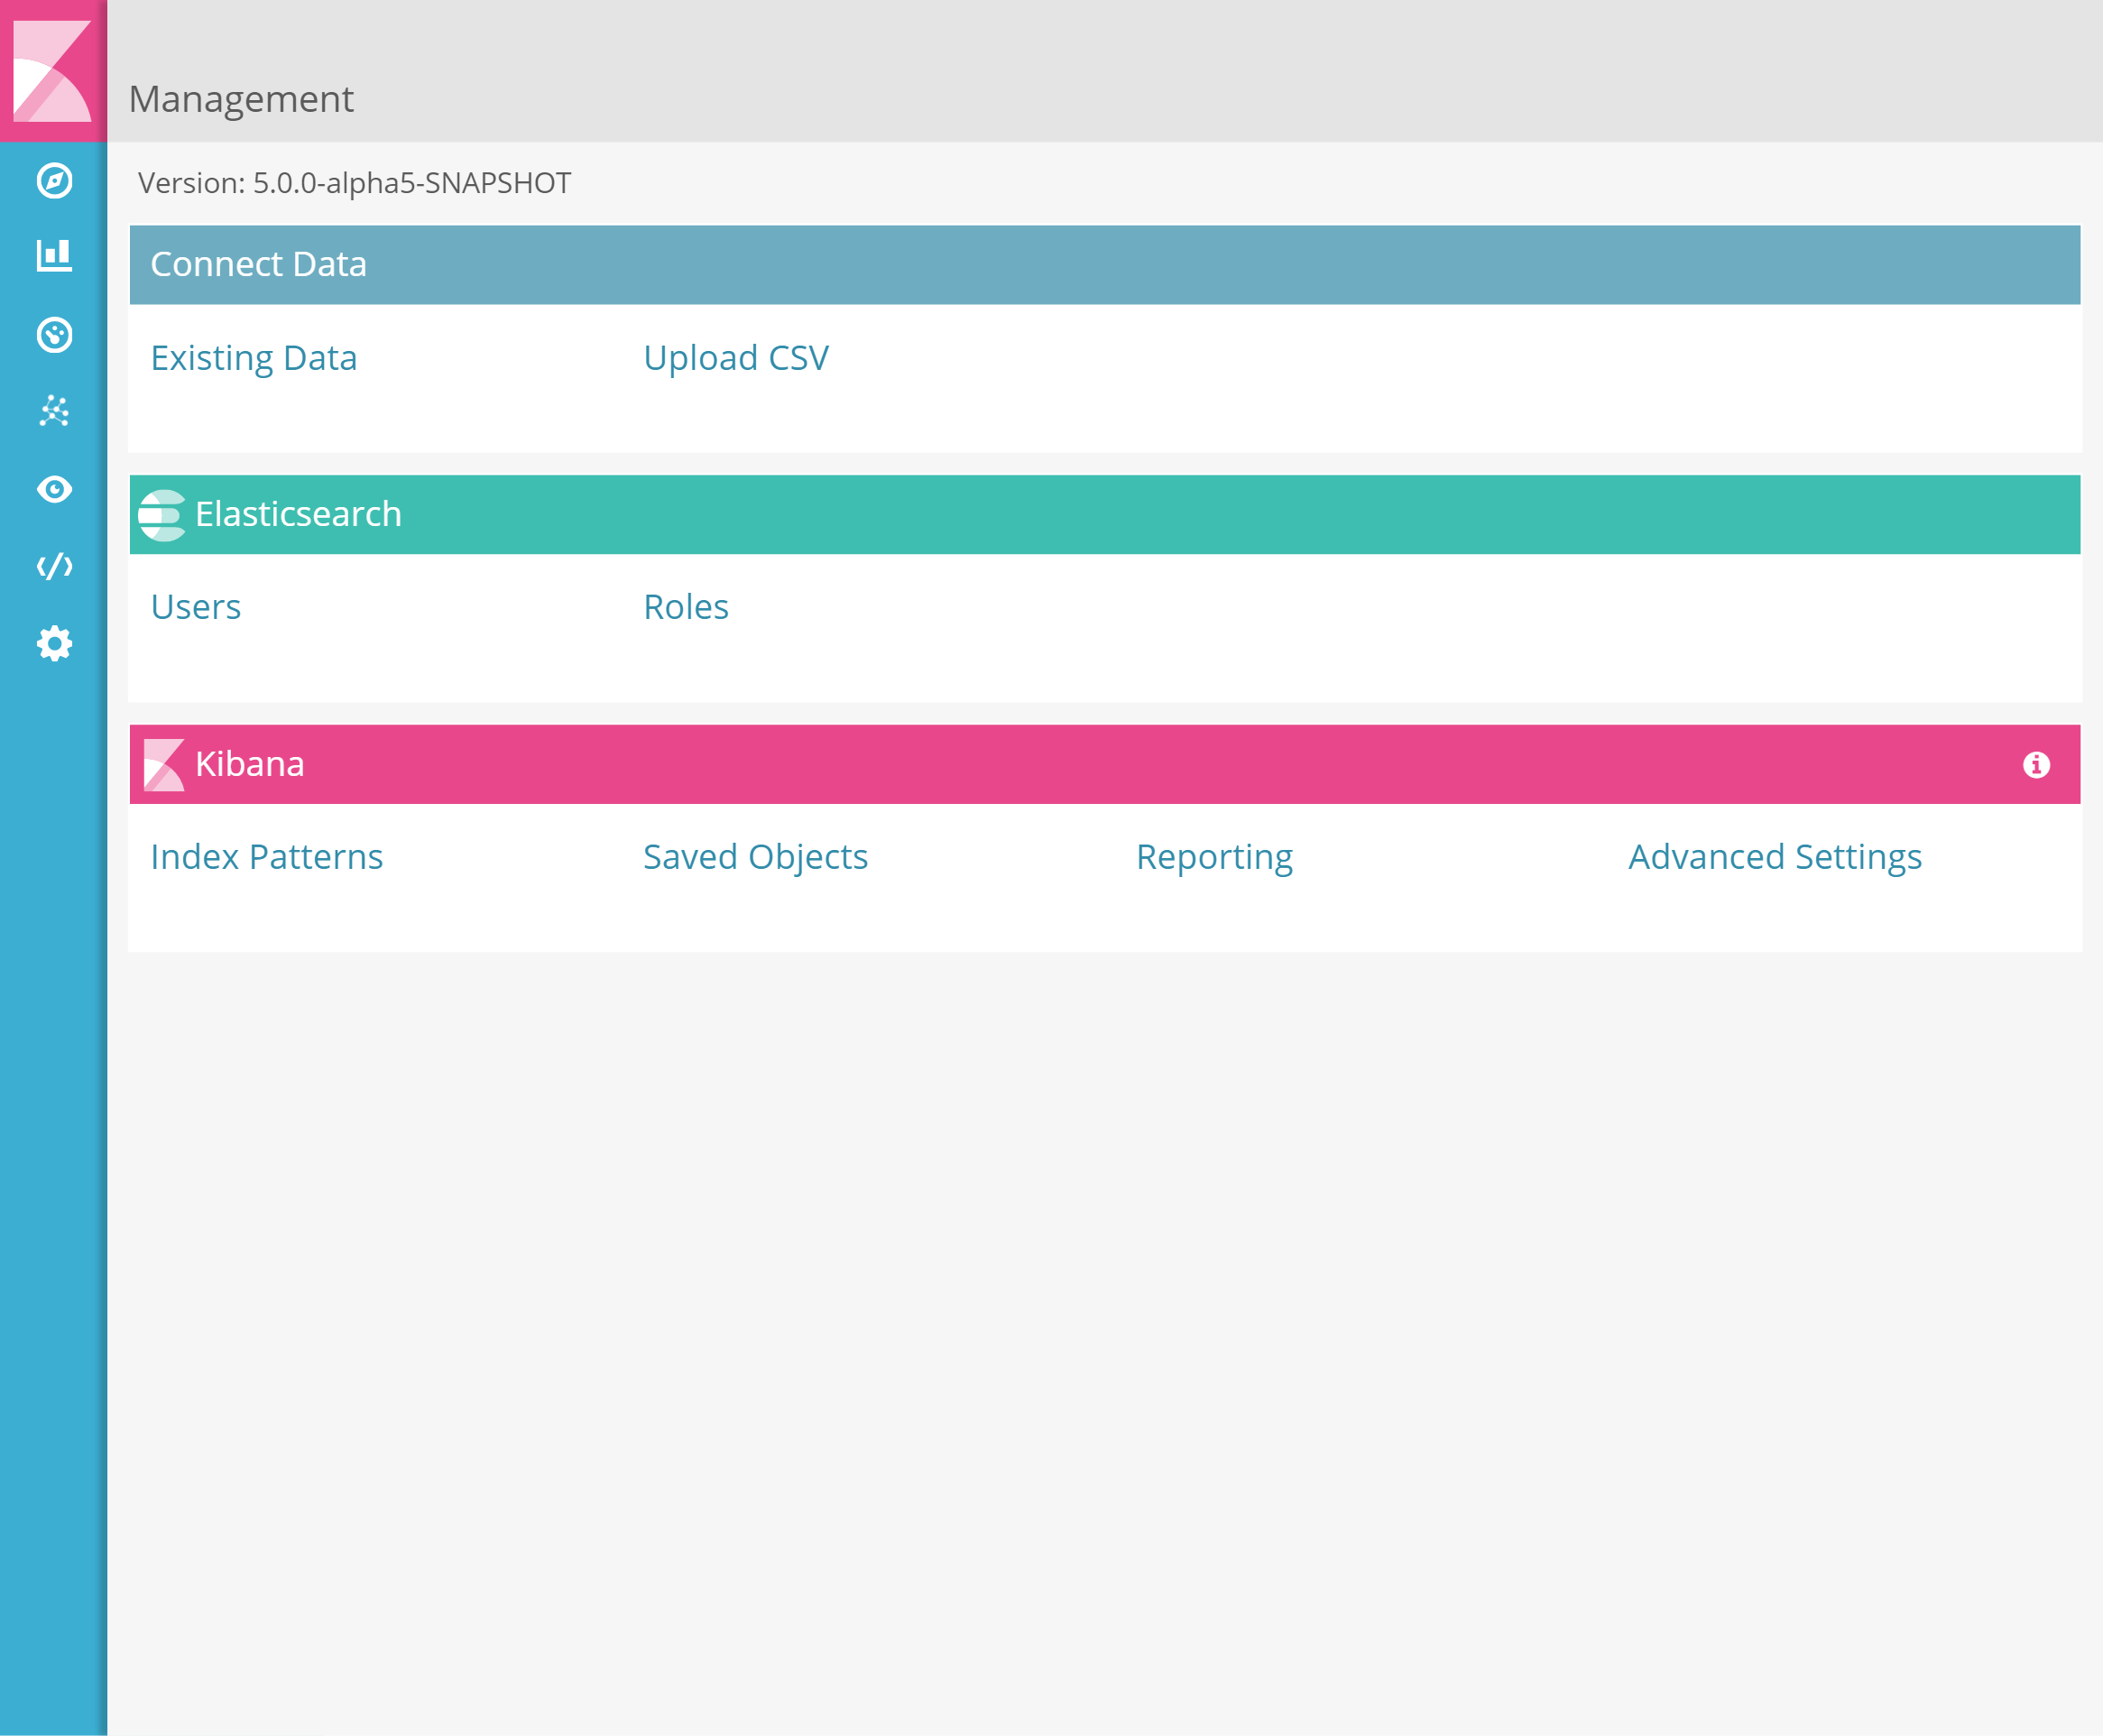 Management
Version: 5.0.0-alpha5-SNAPSHOT
Connect Data
Existing Data Upload CSV
Elasticsearch
Users Roles
Kibana
Index Patterns Saved Objects Reporting Advanced Settings